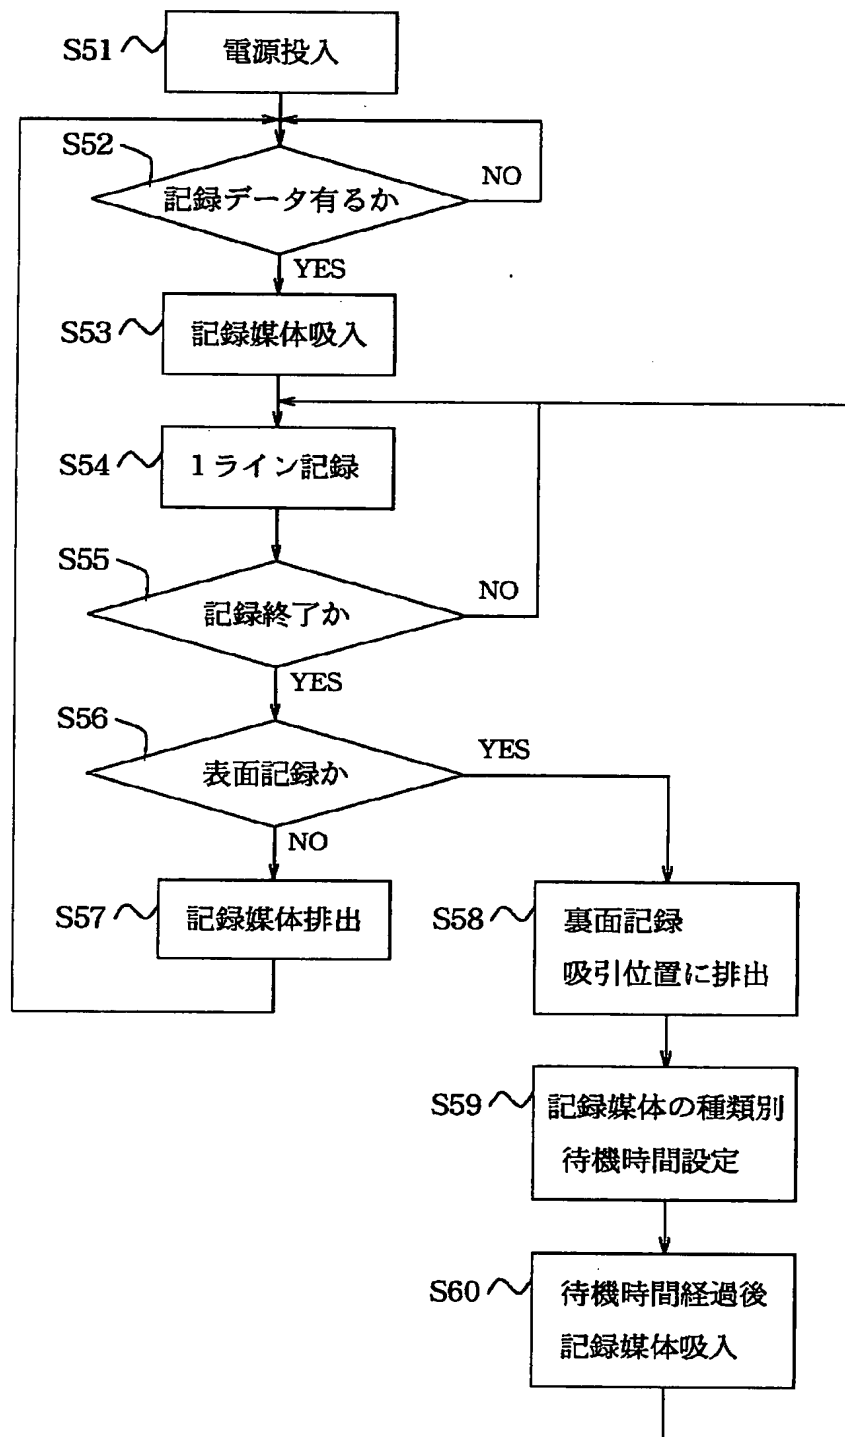 S51
電源投入
S52
記録データ有るか
NO
YES
S53
記録媒体吸入
S54
1ライン記録
S55
記録終了か
NO
YES
S56
表面記録か
YES
NO
S57
記録媒体排出
S58
裏面記録
吸引位置に排出
S59
記録媒体の種類別
待機時間設定
S60
待機時間経過後
記録媒体吸入